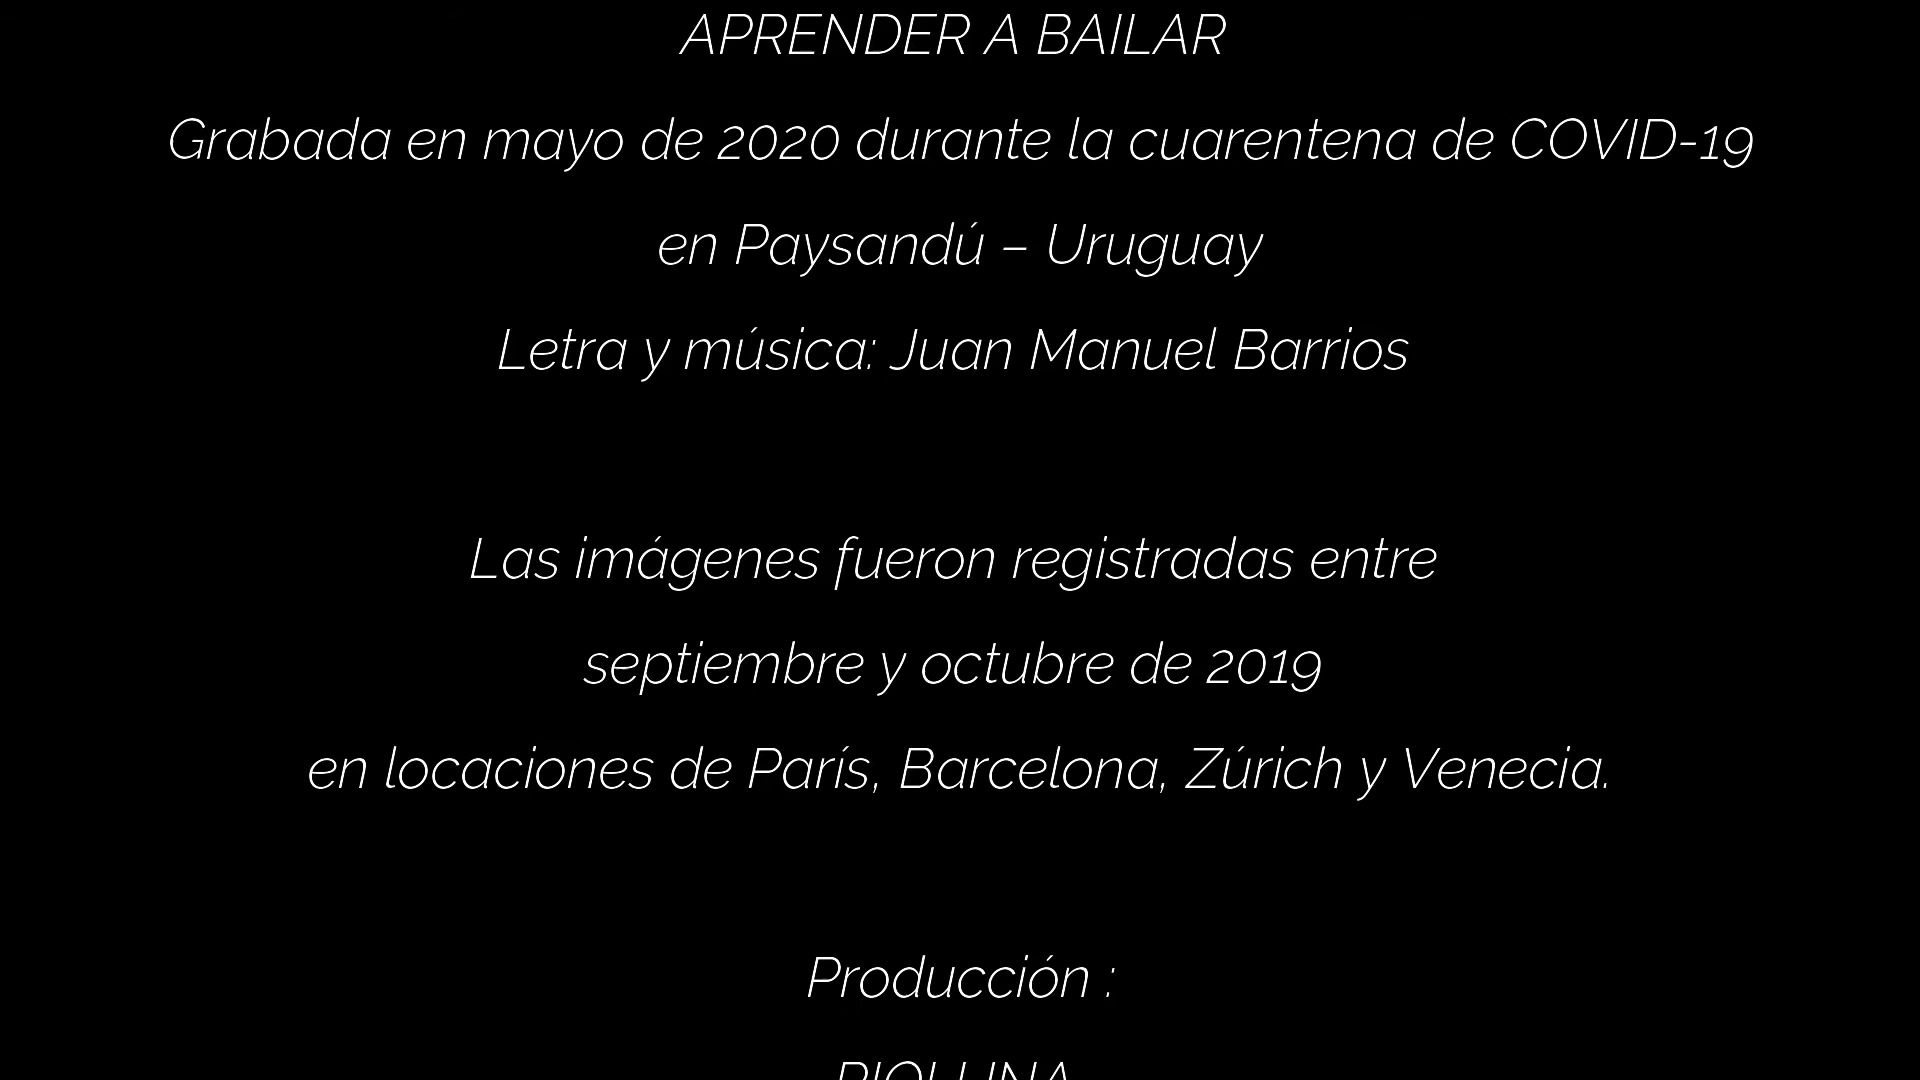 APRENDER A BAILAR
Grabada en mayo de 2020 durante la cuarentena de COVID-19
en Paysandú – Uruguay
Letra y música: Juan Manuel Barrios
Las imágenes fueron registradas entre
septiembre y octubre de 2019
en locaciones de París, Barcelona, Zúrich y Venecia.
Producción :